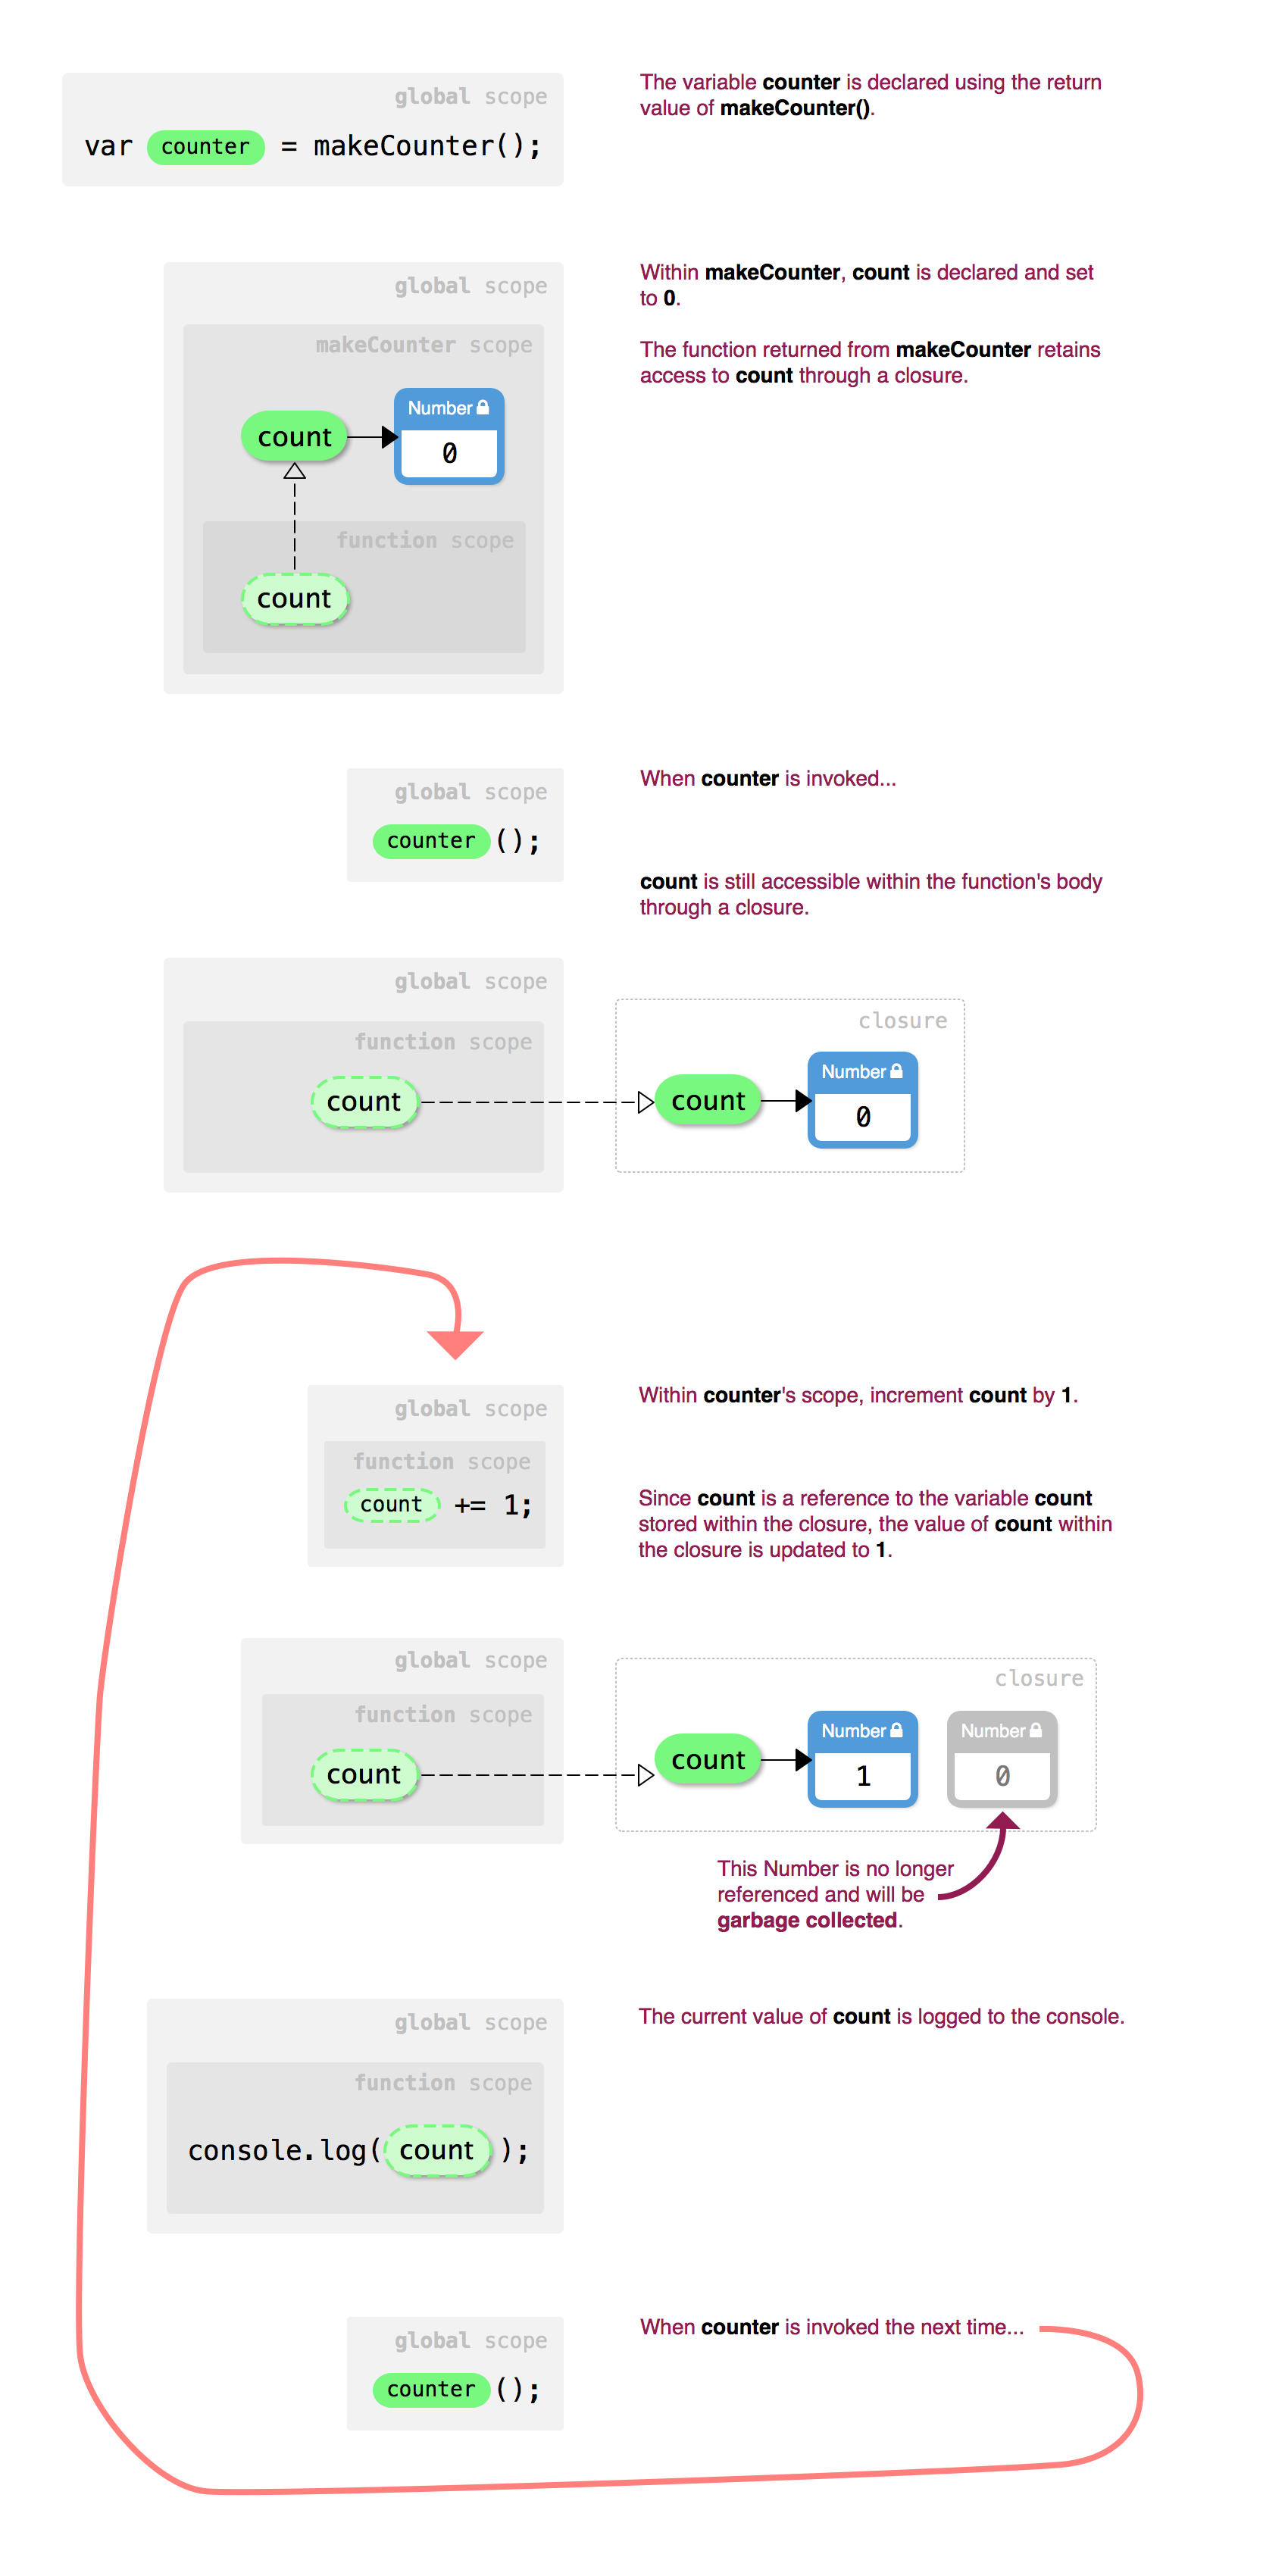 global scope
var counter = makeCounter();
The variable counter is declared using the return
value of makeCounter().
global scope
makeCounter scope
count
Number
0
function scope
count
Within makeCounter, count is declared and set
to 0.
The function returned from makeCounter retains
access to count through a closure.
global scope
counter();
When counter is invoked...
count is still accessible within the function's body
through a closure.
global scope
function scope
count
closure
count
Number
0
global scope
function scope
count += 1;
Within counter's scope, increment count by 1.
Since count is a reference to the variable count
stored within the closure, the value of count within
the closure is updated to 1.
global scope
function scope
count
closure
count
Number
1
Number
0
This Number is no longer
referenced and will be
garbage collected.
global scope
function scope
console.log(count);
The current value of count is logged to the console.
global scope
counter();
When counter is invoked the next time...